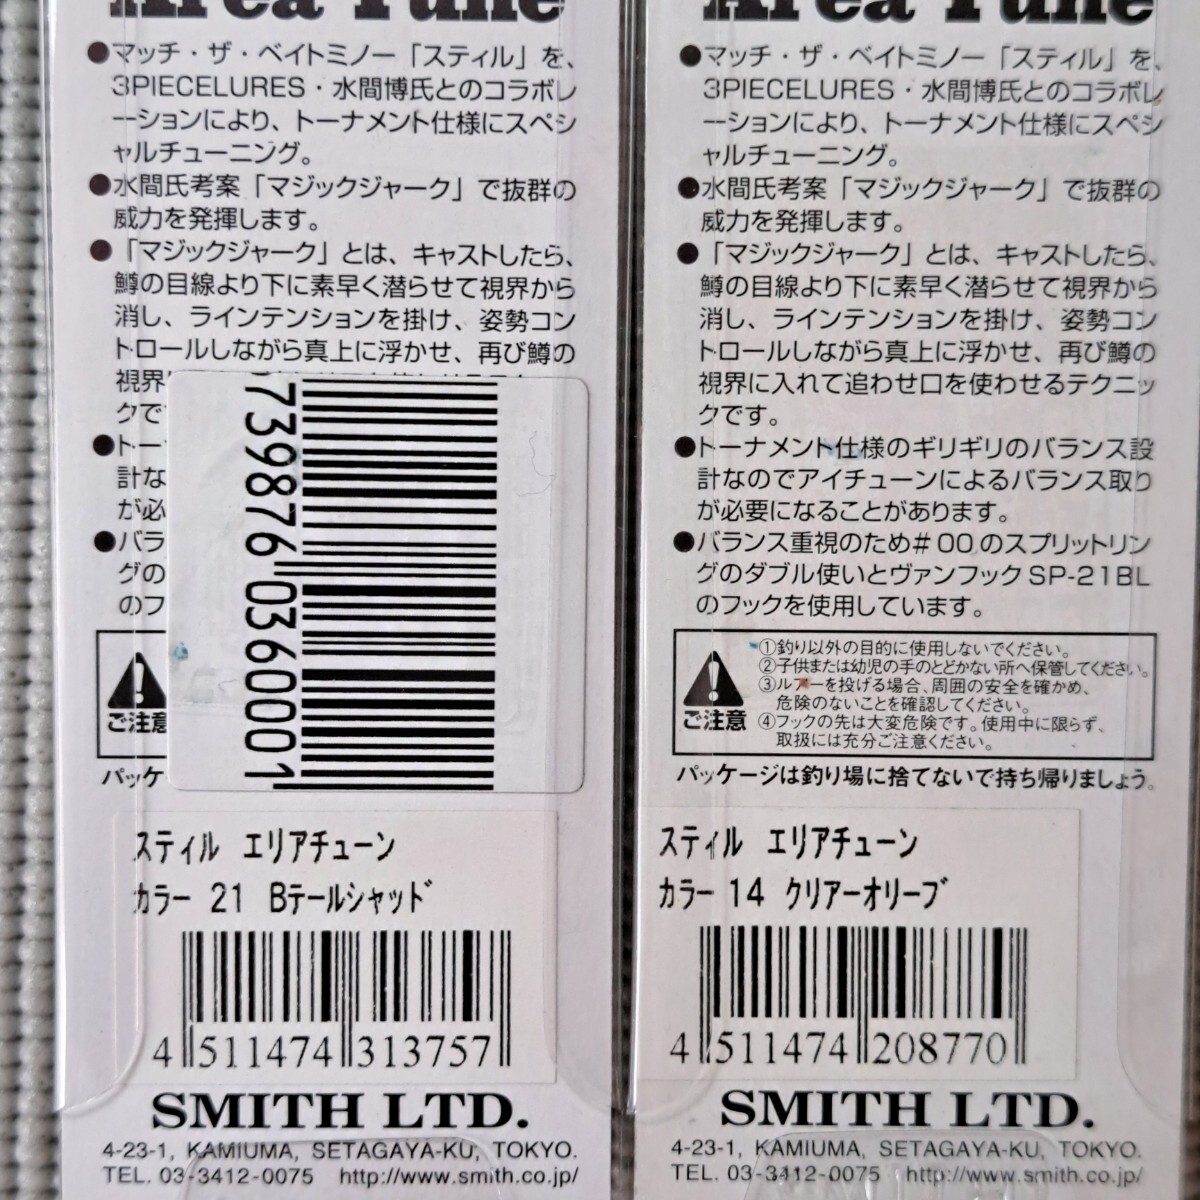 Area Tune
●マッチ・ザ・ベイトミノー「スティル」を、
3PIECELURES・水間博氏とのコラボレ
ーションにより、トーナメント仕様にスペシ
ャルチューニング。
●水間氏考案「マジックジャーク」で抜群の
威力を発揮します。
●「マジックジャーク」とは、キャストしたら、
鱒の目線より下に素早く潜らせて視界から
消し、ラインテンションを掛け、姿勢コン
トロールしながら真上に浮かせ、再び鱒の
視界
クで
●トー
計な
が必
●バラ
グの
のフ
ご注意
パッケ
739876 0360001
スティル エリアチューン
カラー 21 Bテールシャッド
4 511474 313757
SMITH LTD.
4-23-1, KAMIUMA, SETAGAYA-KU, TOKYO.
TEL. 03-3412-0075 http://www.smith.co.jp/
Area Tune
●マッチ・ザ・ベイトミノー「スティル」を、
3PIECELURES・水間博氏とのコラボレ
ーションにより、トーナメント仕様にスペシ
ャルチューニング。
●水間氏考案「マジックジャーク」で抜群の
威力を発揮します。
●「マジックジャーク」とは、キャストしたら、
鱒の目線より下に素早く潜らせて視界から
消し、ラインテンションを掛け、姿勢コン
トロールしながら真上に浮かせ、再び鱒の
視界に入れて追わせ口を使わせるテクニッ
クです。
●トーナメント仕様のギリギリのバランス設
計なのでアイチューンによるバランス取り
が必要になることがあります。
●バランス重視のため#00のスプリットリン
グのダブル使いとヴァンフックSP-21BL
のフックを使用しています。
ご注意
①釣り以外の目的に使用しないでください。
②子供または幼児の手のとどかない所へ保管してください。
③ルアーを投げる場合、周囲の安全を確かめ、
危険のないことを確認してください。
④フックの先は大変危険です。使用中に限らず、
取扱には充分ご注意ください。
パッケージは釣り場に捨てないで持ち帰りましょう。
スティル エリアチューン
カラー 14 クリアーオリーブ
4 511474 208770
SMITH LTD.
4-23-1, KAMIUMA, SETAGAYA-KU, TOKYO.
TEL. 03-3412-0075 http://www.smith.co.jp/